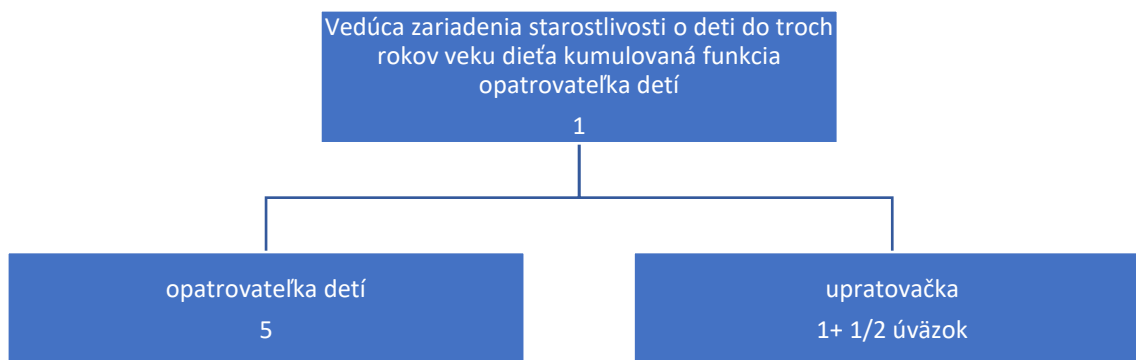 Vedúca zariadenia starostlivosti o deti do troch
rokov veku dieťa kumulovaná funkcia
opatrovateľka detí
1
opatrovateľka detí
5
upratovačka
1+ 1/2 úväzok